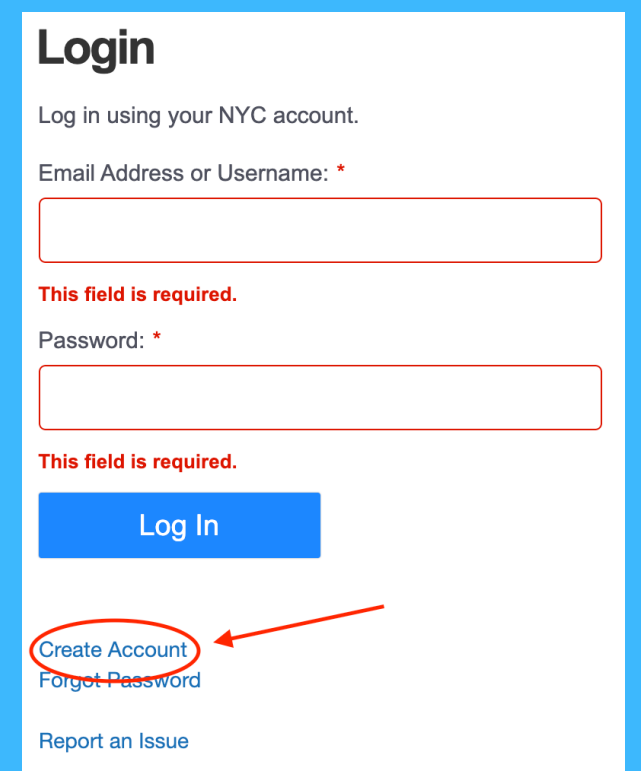 Login
Log in using your NYC account.
Email Address or Username: *
This field is required.
Password: *
This field is required.
Log In
Create Account
Forgot Password
Report an Issue